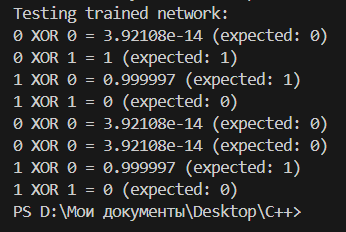 Testing trained network:
0 XOR 0 = 3.92108e-14 (expected: 0)
0 XOR 1 = 1 (expected: 1)
1 XOR 0 = 0.999997 (expected: 1)
1 XOR 1 = 0 (expected: 0)
0 XOR 0 = 3.92108e-14 (expected: 0)
0 XOR 0 = 3.92108e-14 (expected: 0)
1 XOR 0 = 0.999997 (expected: 1)
1 XOR 1 = 0 (expected: 0)
PS D:\Мои документы\Desktop\C++>